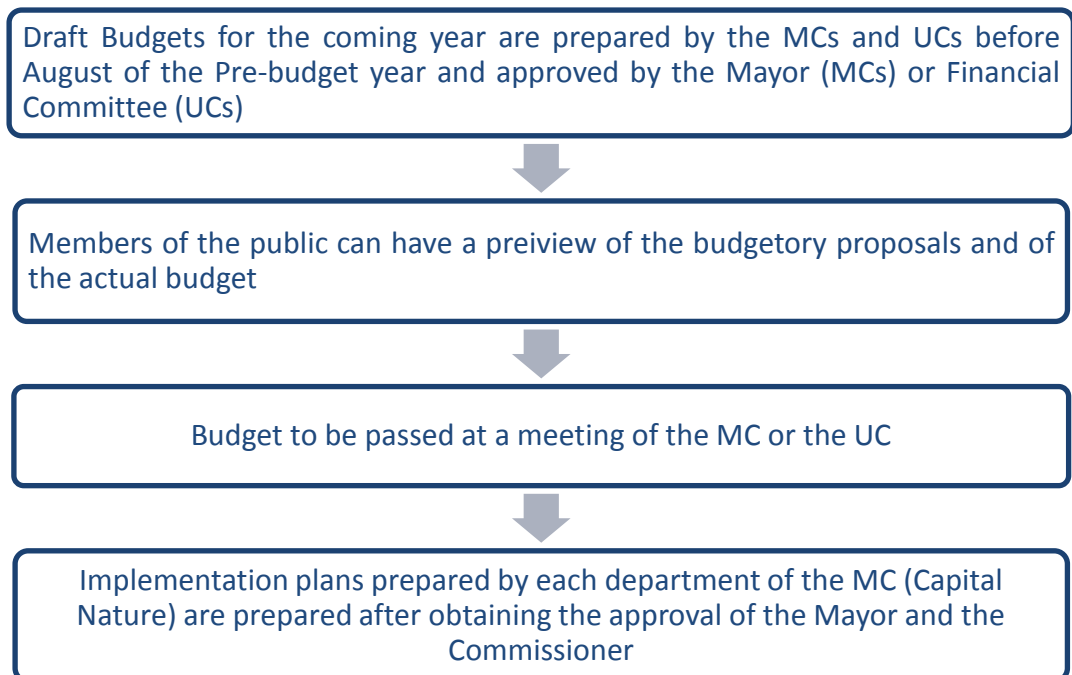 Draft Budgets for the coming year are prepared by the MCs and UCs before
August of the Pre-budget year and approved by the Mayor (MCs) or Financial
Committee (UCs)
Members of the public can have a preiview of the budgetory proposals and of
the actual budget
Budget to be passed at a meeting of the MC or the UC
Implementation plans prepared by each department of the MC (Capital
Nature) are prepared after obtaining the approval of the Mayor and the
Commissioner